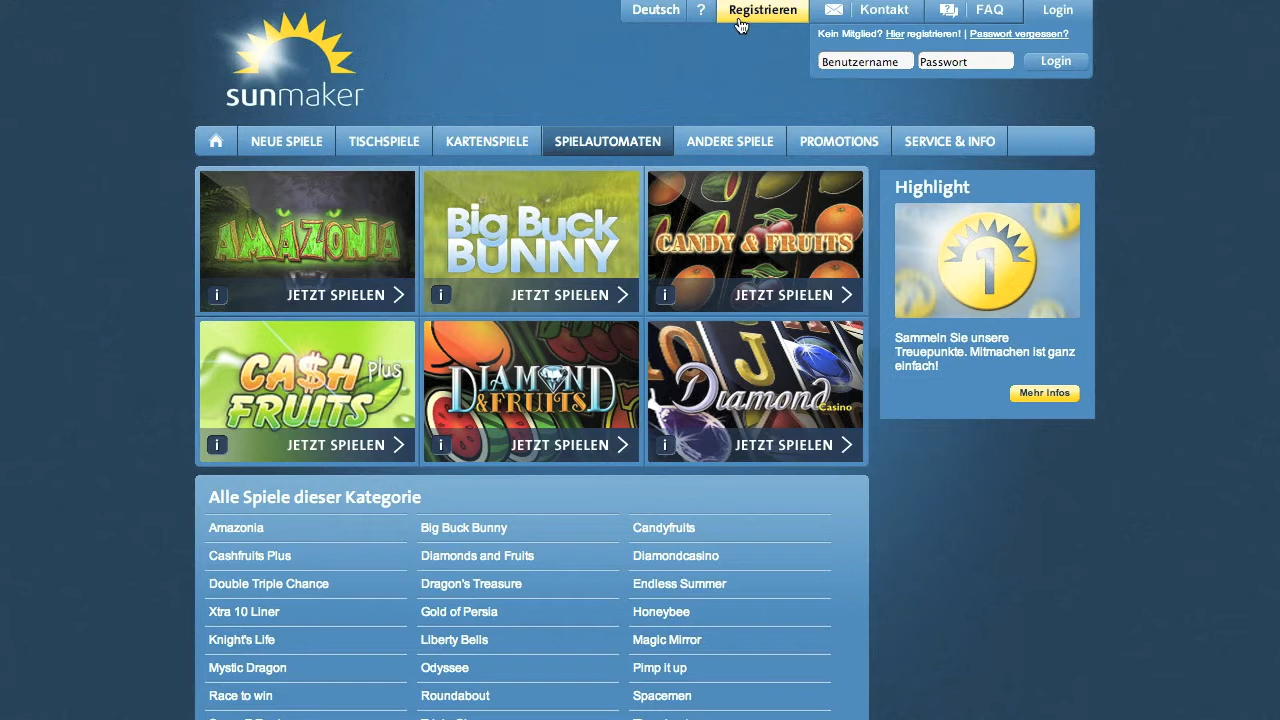 Deutsch ? Registrieren Kontakt FAQ Login
Kein Mitglied? Hier registrieren! | Passwort vergessen?
Benutzername Passwort Login
sunmaker
NEUE SPIELE TISCHSPIELE KARTENSPIELE SPIELAUTOMATEN ANDERE SPIELE PROMOTIONS SERVICE & INFO
AMAZONIA
i JETZT SPIELEN
Big Buck
BUNNY
i JETZT SPIELEN
CANDY & FRUITS
i JETZT SPIELEN
CA$H plus
FRUITS
i JETZT SPIELEN
DIAMOND
& FRUITS
i JETZT SPIELEN
J
Diamond
Casino
i JETZT SPIELEN
Highlight
1
Sammeln Sie unsere
Treuepunkte. Mitmachen ist ganz
einfach!
Mehr Infos
Alle Spiele dieser Kategorie
Amazonia Big Buck Bunny Candyfruits
Cashfruits Plus Diamonds and Fruits Diamondcasino
Double Triple Chance Dragon's Treasure Endless Summer
Xtra 10 Liner Gold of Persia Honeybee
Knight's Life Liberty Bells Magic Mirror
Mystic Dragon Odyssee Pimp it up
Race to win Roundabout Spacemen